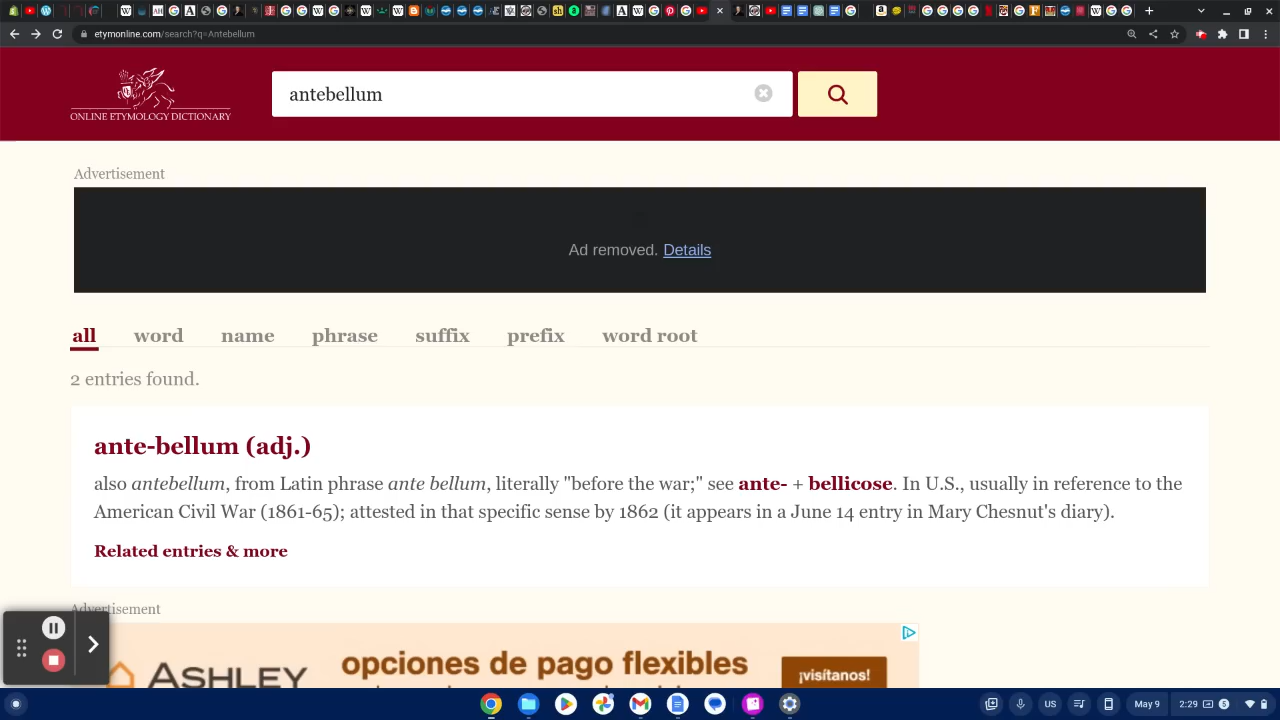 etymonline.com/search?q=Antebellum
ONLINE ETYMOLOGY DICTIONARY
antebellum
Advertisement
Ad removed. Details
all word name phrase suffix prefix word root
2 entries found.
ante-bellum (adj.)
also antebellum, from Latin phrase ante bellum, literally "before the war;" see ante- + bellicose. In U.S., usually in reference to the
American Civil War (1861-65); attested in that specific sense by 1862 (it appears in a June 14 entry in Mary Chesnut's diary).
Related entries & more
Advertisement
ASHLEY
opciones de pago flexibles
¡visítanos!
US
May 9
2:29